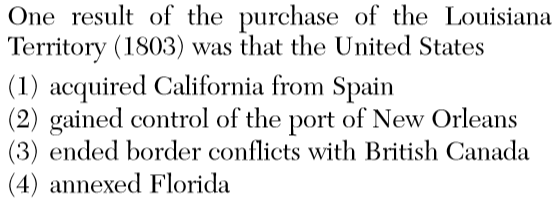 One result of the purchase of the Louisiana
Territory (1803) was that the United States
(1) acquired California from Spain
(2) gained control of the port of New Orleans
(3) ended border conflicts with British Canada
(4) annexed Florida